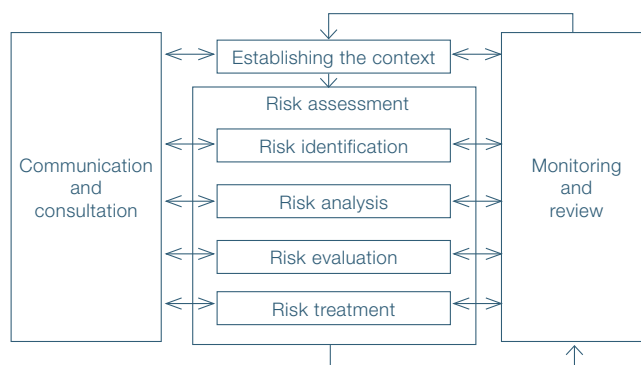 Establishing the context
Risk assessment
Risk identification
Communication
and
consultation
Risk analysis
Monitoring
and
review
Risk evaluation
Risk treatment